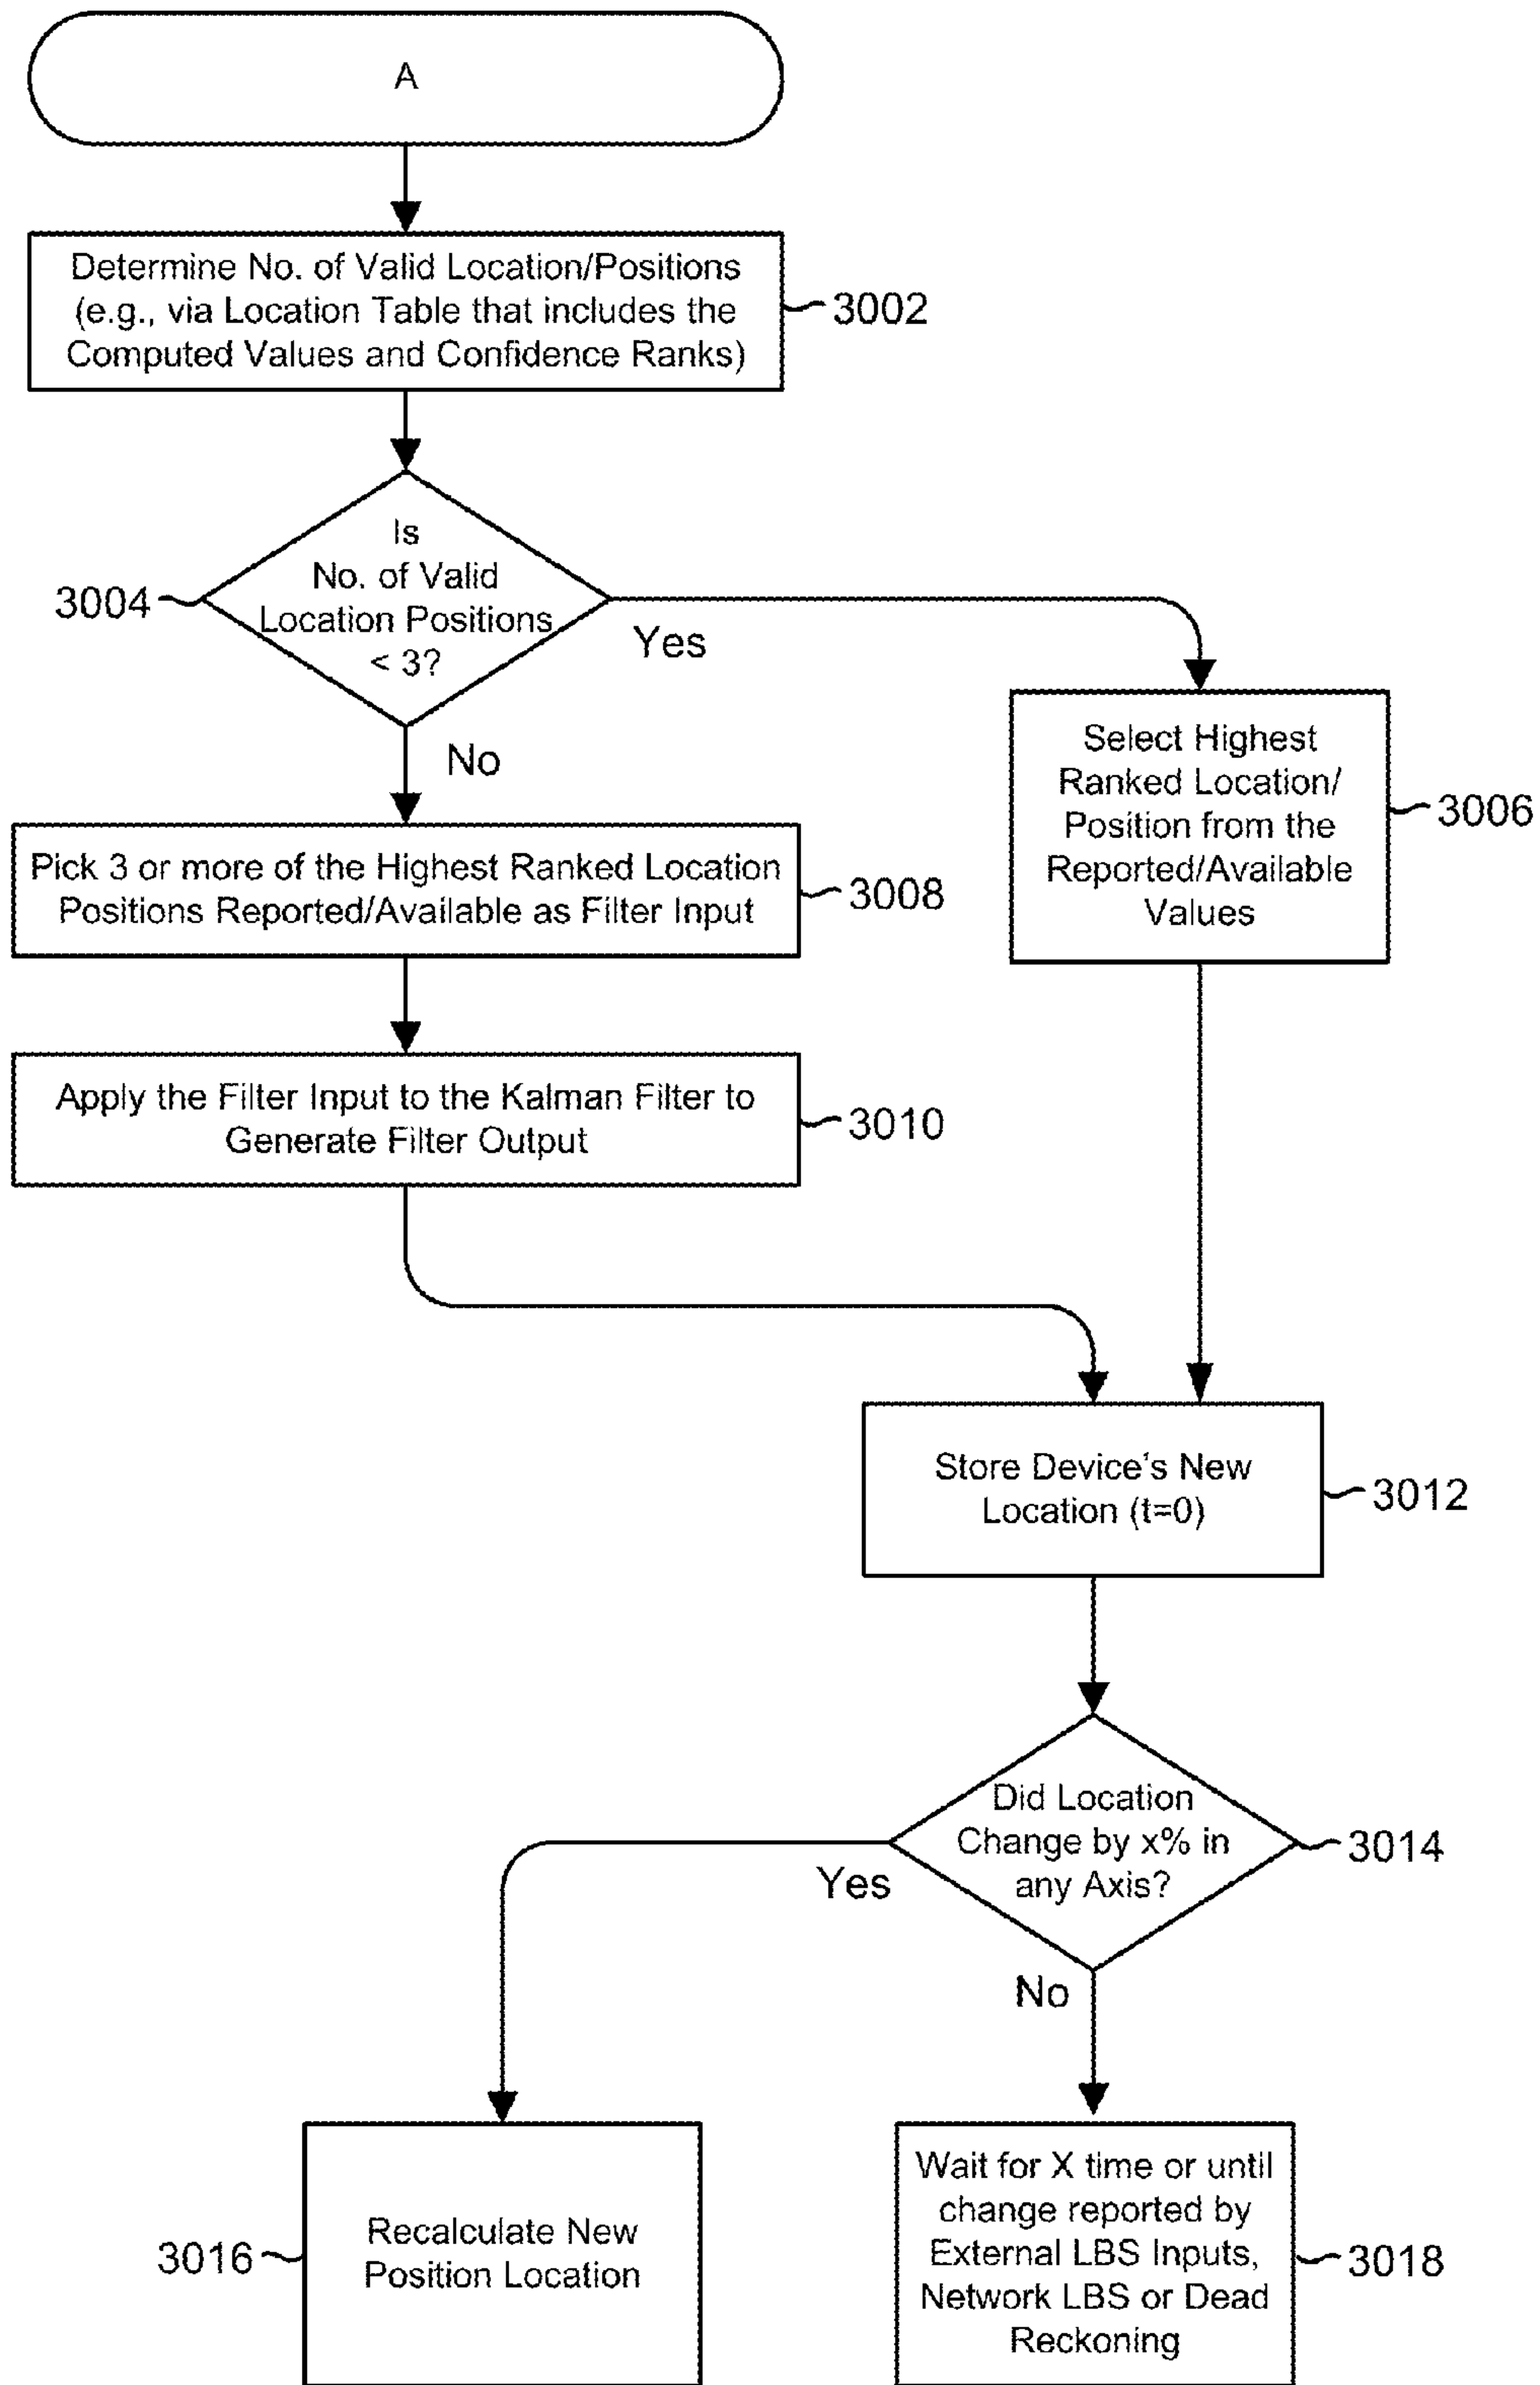 A
Determine No. of Valid Location/Positions
(e.g., via Location Table that includes the
Computed Values and Confidence Ranks)
3002
Is
No. of Valid
Location Positions
< 3?
3004
Yes
No
Select Highest
Ranked Location/
Position from the
Reported/Available
Values
3006
Pick 3 or more of the Highest Ranked Location
Positions Reported/Available as Filter Input
3008
Apply the Filter Input to the Kalman Filter to
Generate Filter Output
3010
Store Device's New
Location (t=0)
3012
Did Location
Change by x% in
any Axis?
3014
Yes
No
Recalculate New
Position Location
3016
Wait for X time or until
change reported by
External LBS Inputs,
Network LBS or Dead
Reckoning
3018